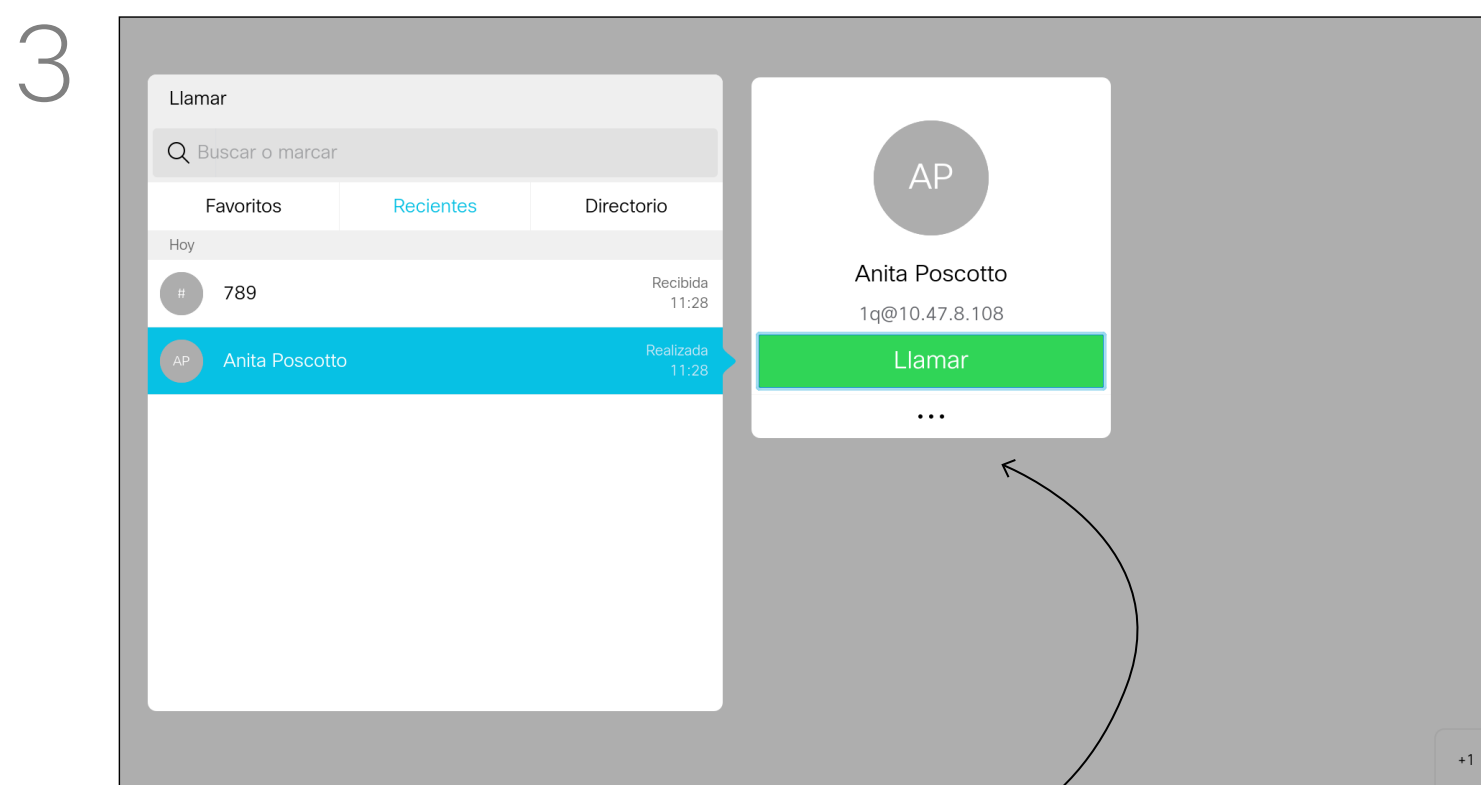 3
Llamar
Buscar o marcar
Favoritos Recientes Directorio
Hoy
# 789 Recibida
11:28
AP Anita Poscotto Realizada
11:28
AP
Anita Poscotto
1q@10.47.8.108
Llamar
...
+1